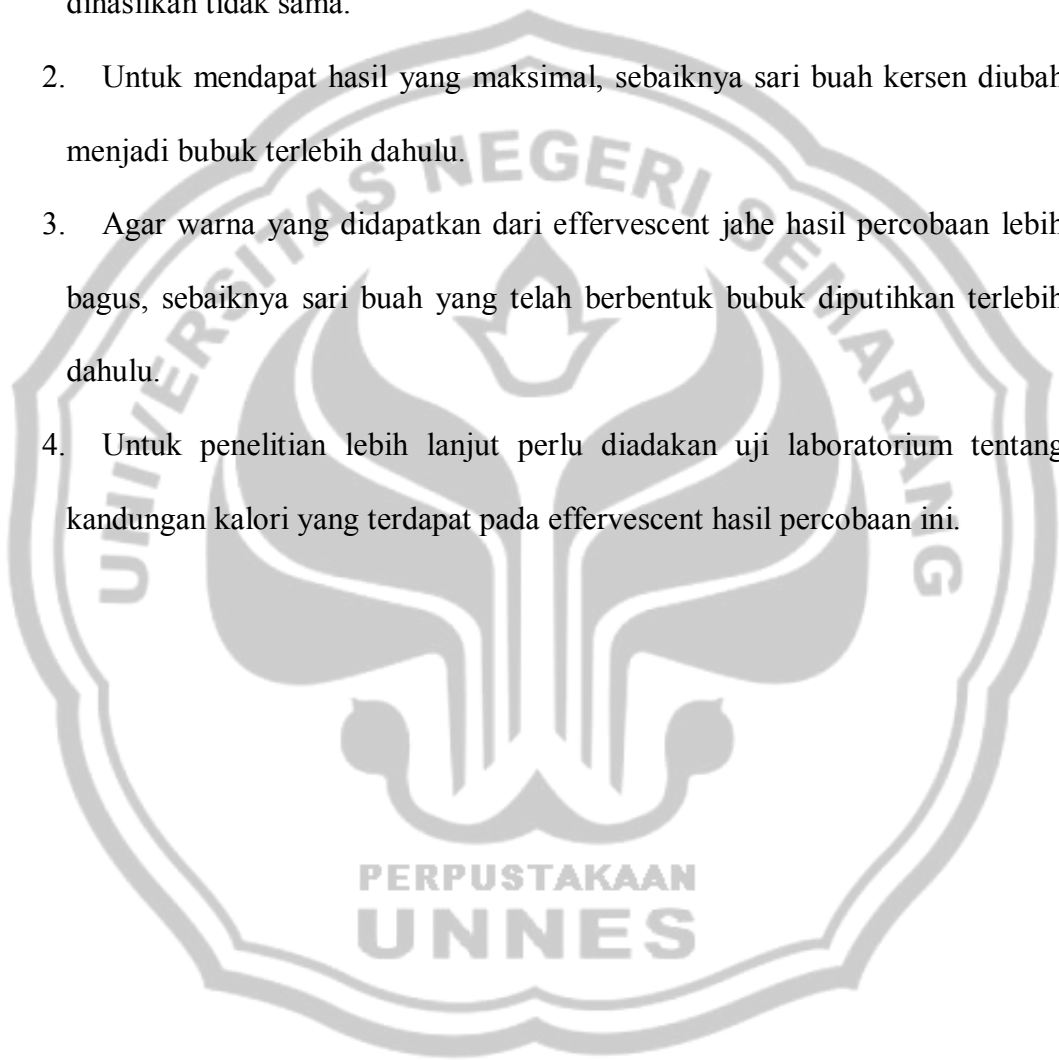 dihasilkan tidak sama.
2. Untuk mendapat hasil yang maksimal, sebaiknya sari buah kersen diubah
menjadi bubuk terlebih dahulu.
3. Agar warna yang didapatkan dari effervescent jahe hasil percobaan lebih
bagus, sebaiknya sari buah yang telah berbentuk bubuk diputihkan terlebih
dahulu.
4. Untuk penelitian lebih lanjut perlu diadakan uji laboratorium tentang
kandungan kalori yang terdapat pada effervescent hasil percobaan ini.
UNIVERSITAS NEGERI SEMARANG
PERPUSTAKAAN
UNNES